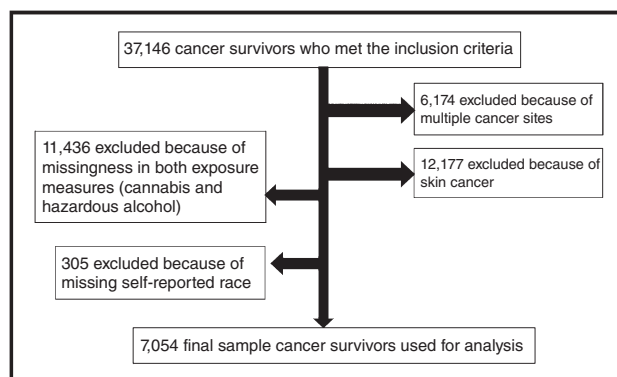 37,146 cancer survivors who met the inclusion criteria
6,174 excluded because of
multiple cancer sites
11,436 excluded because of
missingness in both exposure
measures (cannabis and
hazardous alcohol)
12,177 excluded because of
skin cancer
305 excluded because of
missing self-reported race
7,054 final sample cancer survivors used for analysis